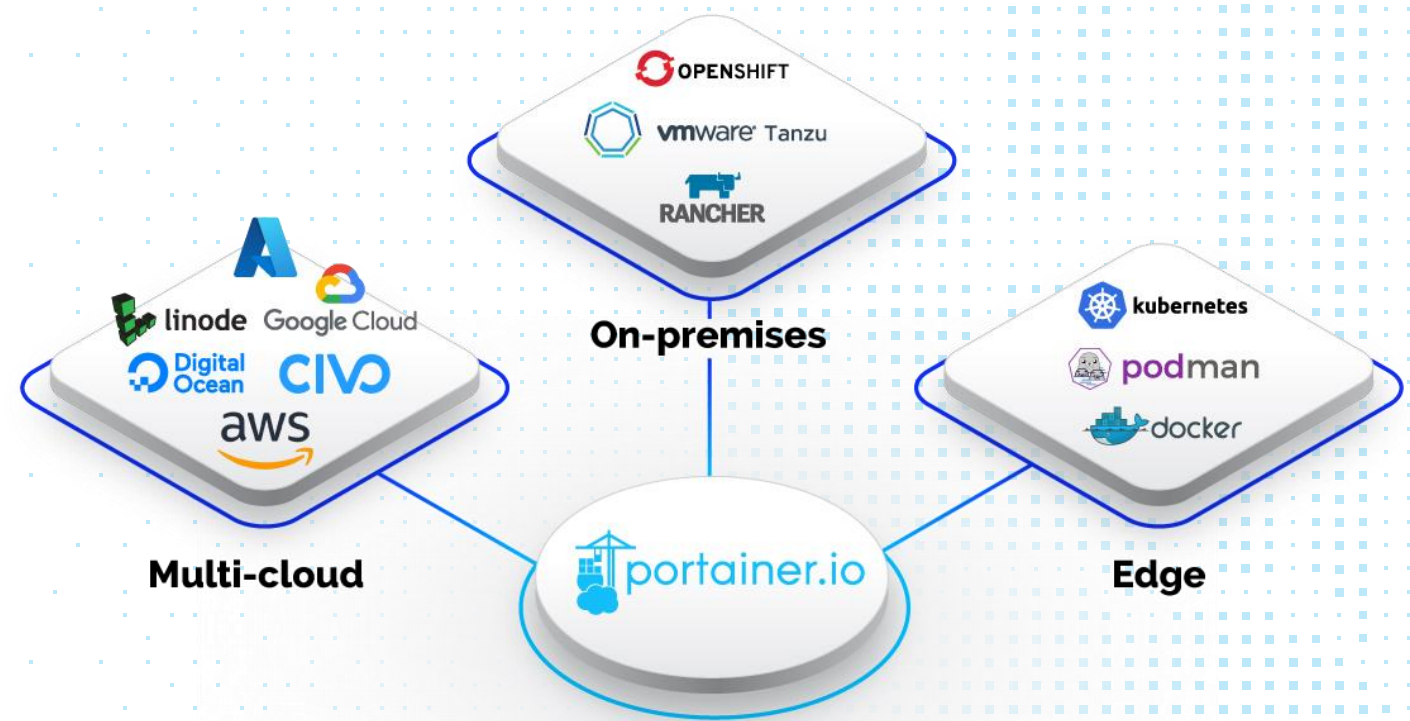 OPENSHIFT
vmware® Tanzu
RANCHER
On-premises
linode
Google Cloud
Digital
Ocean
CIVO
aws
Multi-cloud
kubernetes
podman
docker
Edge
portainer.io